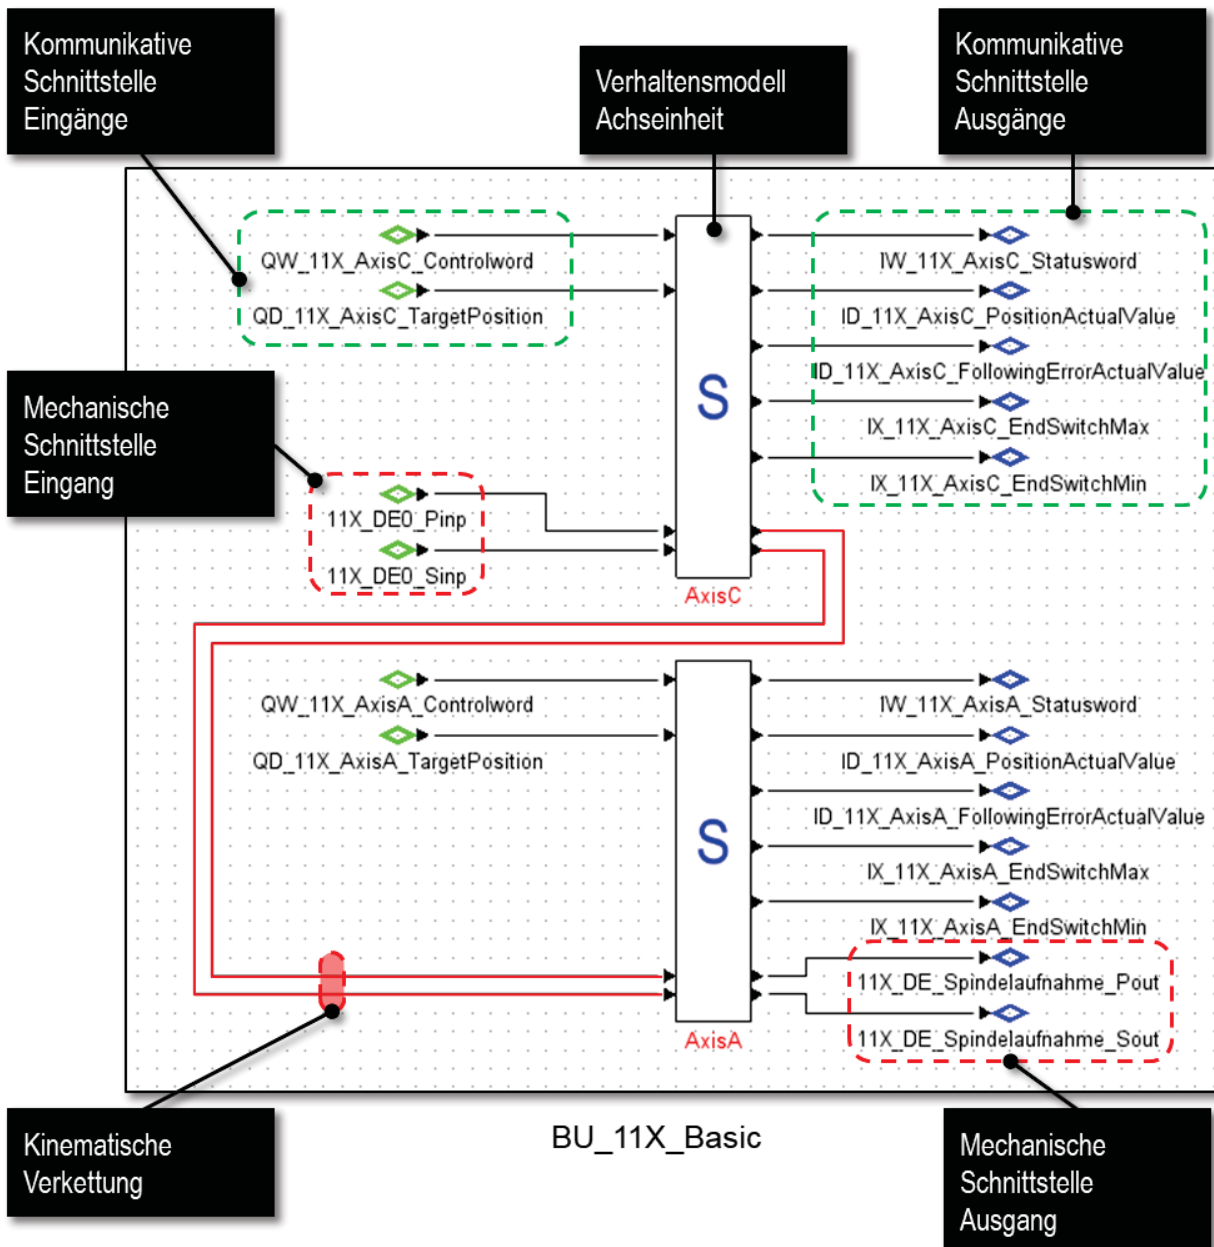 Kommunikative
Schnittstelle
Eingänge
Verhaltensmodell
Achseinheit
Kommunikative
Schnittstelle
Ausgänge
QW_11X_AxisC_Controlword
QD_11X_AxisC_TargetPosition
IW_11X_AxisC_Statusword
ID_11X_AxisC_PositionActualValue
ID_11X_AxisC_FollowingErrorActualValue
IX_11X_AxisC_EndSwitchMax
IX_11X_AxisC_EndSwitchMin
S
Mechanische
Schnittstelle
Eingang
11X_DE0_Pinp
11X_DE0_Sinp
AxisC
QW_11X_AxisA_Controlword
QD_11X_AxisA_TargetPosition
IW_11X_AxisA_Statusword
ID_11X_AxisA_PositionActualValue
ID_11X_AxisA_FollowingErrorActualValue
IX_11X_AxisA_EndSwitchMax
IX_11X_AxisA_EndSwitchMin
S
11X_DE_Spindelaufnahme_Pout
11X_DE_Spindelaufnahme_Sout
AxisA
Kinematische
Verkettung
BU_11X_Basic
Mechanische
Schnittstelle
Ausgang